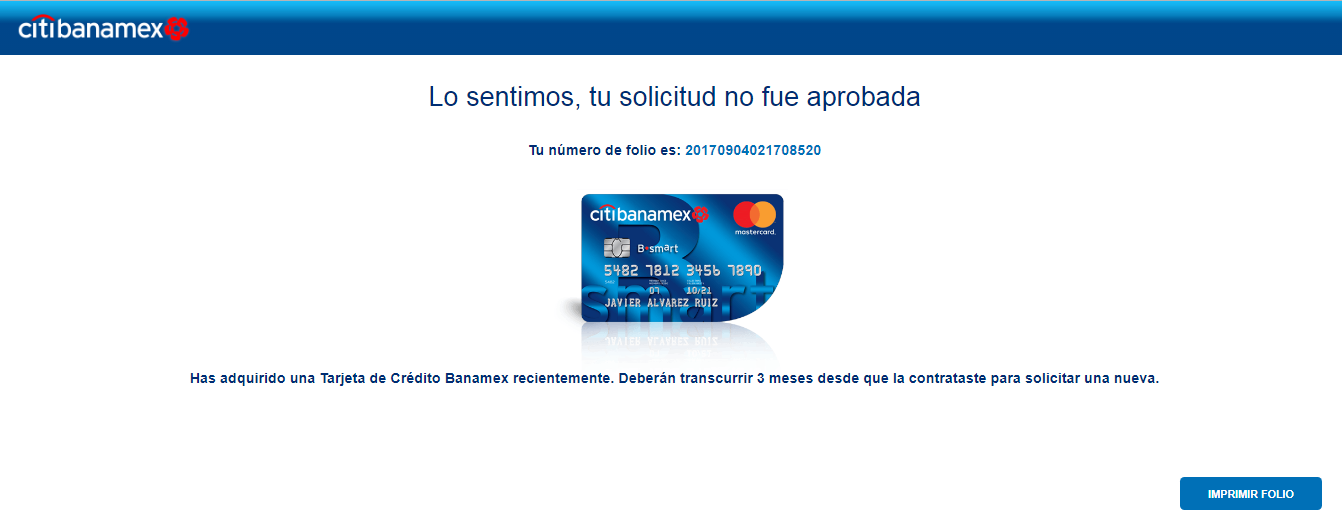 citibanamex
Lo sentimos, tu solicitud no fue aprobada
Tu número de folio es: 20170904021708520
citibanamex
mastercard.
B smart
5482 7812 3456 7890
5482
07 10/21
JAVIER ALVAREZ RUIZ
smart
Has adquirido una Tarjeta de Crédito Banamex recientemente. Deberán transcurrir 3 meses desde que la contrataste para solicitar una nueva.
IMPRIMIR FOLIO